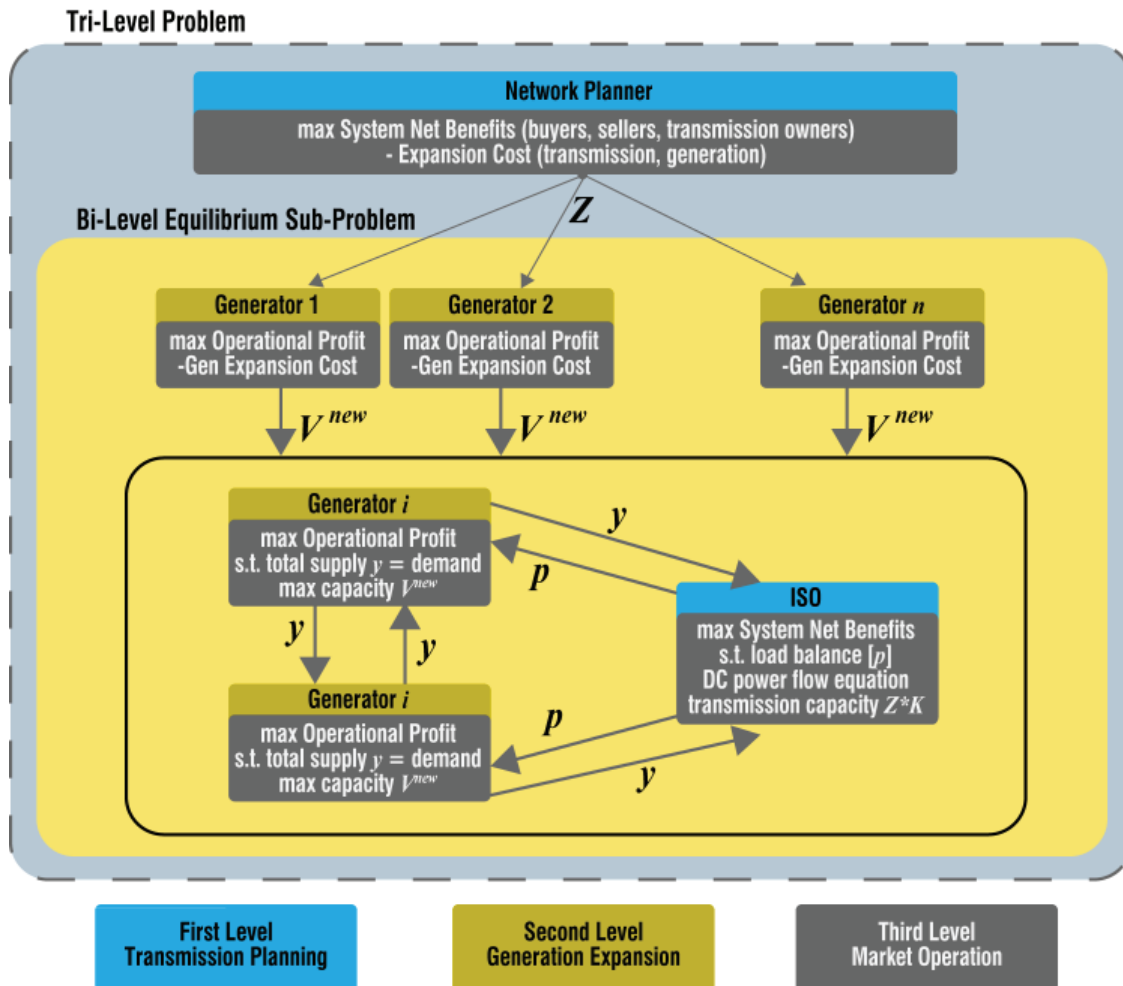 Tri-Level Problem
Network Planner
max System Net Benefits (buyers, sellers, transmission owners)
- Expansion Cost (transmission, generation)
Z
Bi-Level Equilibrium Sub-Problem
Generator 1
max Operational Profit
-Gen Expansion Cost
Generator 2
max Operational Profit
-Gen Expansion Cost
Generator n
max Operational Profit
-Gen Expansion Cost
V new
V new
V new
Generator i
max Operational Profit
s.t. total supply y = demand
max capacity Vnew
y
p
y
y
ISO
max System Net Benefits
s.t. load balance [p]
DC power flow equation
transmission capacity Z*K
Generator i
max Operational Profit
s.t. total supply y = demand
max capacity Vnew
p
y
First Level
Transmission Planning
Second Level
Generation Expansion
Third Level
Market Operation